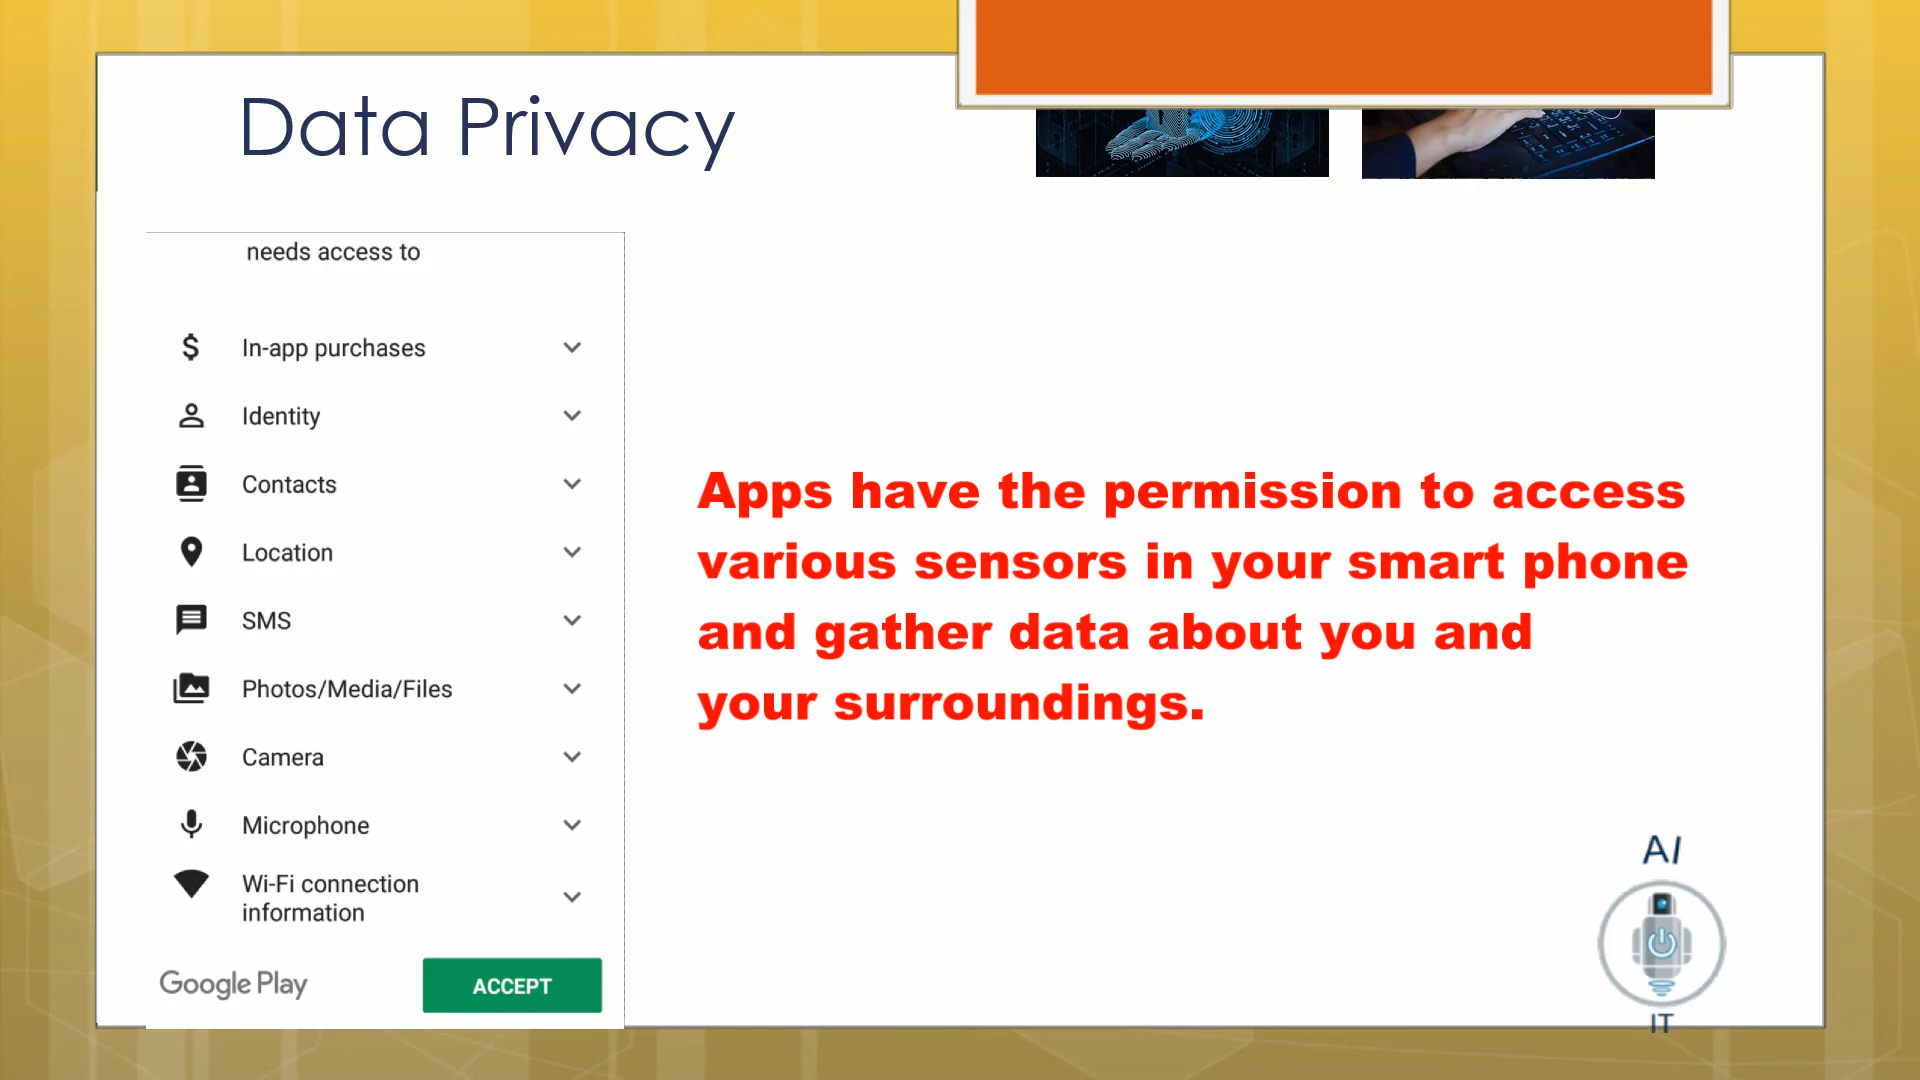 Data Privacy
needs access to
In-app purchases
Identity
Contacts
Location
SMS
Photos/Media/Files
Camera
Microphone
Wi-Fi connection
information
Google Play
ACCEPT
Apps have the permission to access
various sensors in your smart phone
and gather data about you and
your surroundings.
AI
IT